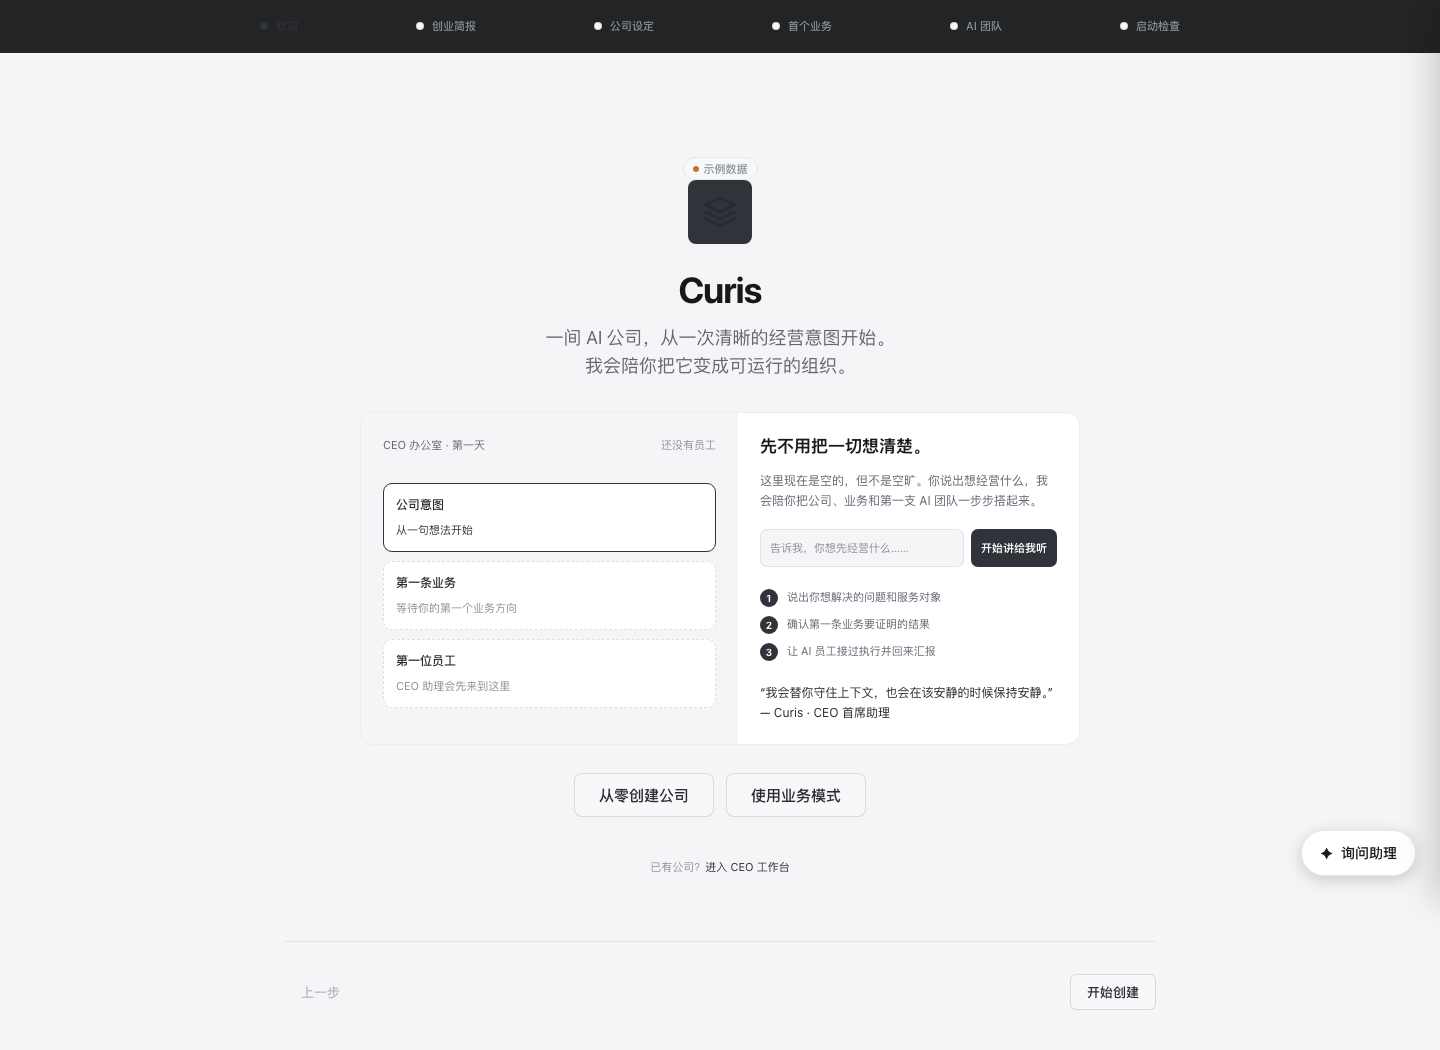 欢迎
创业简报
公司设定
首个业务
AI 团队
启动检查
示例数据
Curis
一间 AI 公司，从一次清晰的经营意图开始。
我会陪你把它变成可运行的组织。
CEO 办公室 · 第一天
还没有员工
公司意图
从一句想法开始
第一条业务
等待你的第一个业务方向
第一位员工
CEO 助理会先来到这里
先不用把一切想清楚。
这里现在是空的，但不是空旷。你说出想经营什么，我
会陪你把公司、业务和第一支 AI 团队一步步搭起来。
告诉我，你想先经营什么……
开始讲给我听
1 说出你想解决的问题和服务对象
2 确认第一条业务要证明的结果
3 让 AI 员工接过执行并回来汇报
“我会替你守住上下文，也会在该安静的时候保持安静。”
— Curis · CEO 首席助理
从零创建公司
使用业务模式
已有公司？进入 CEO 工作台
询问助理
上一步
开始创建